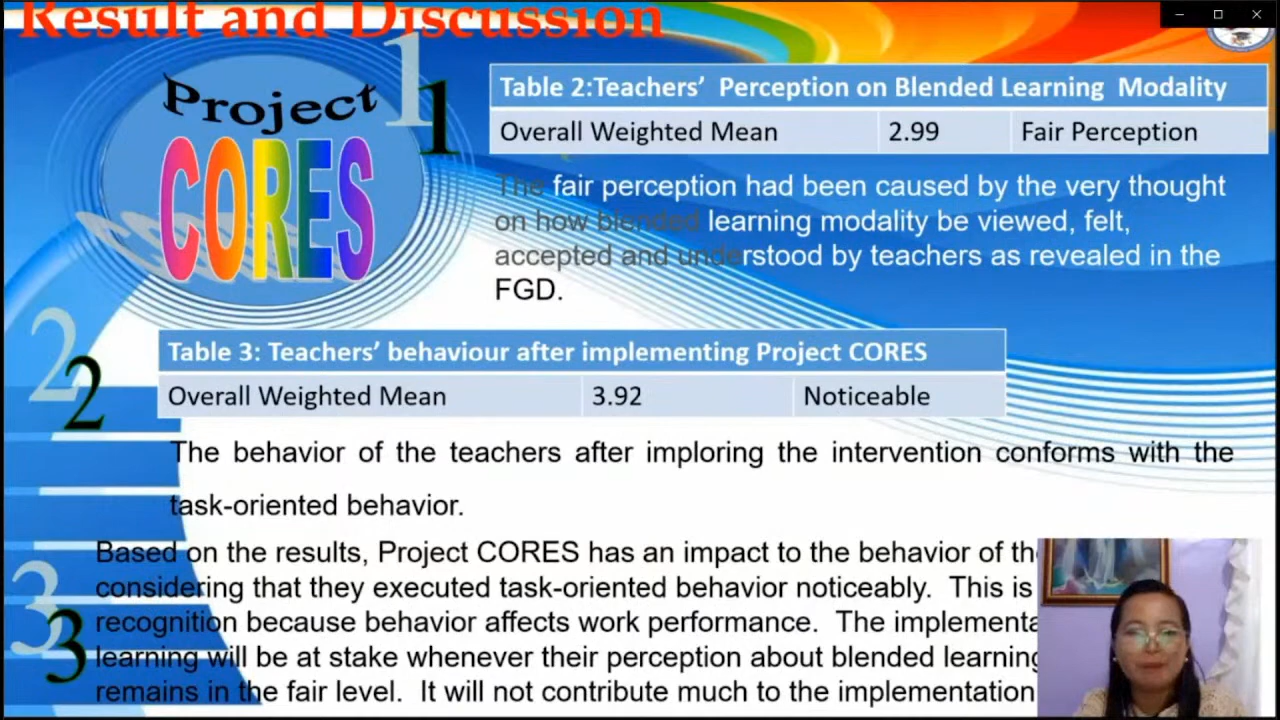 Result and Discussion
Project
CORES
1
1
Table 2:Teachers' Perception on Blended Learning Modality
Overall Weighted Mean 2.99 Fair Perception
The fair perception had been caused by the very thought
on how blended learning modality be viewed, felt,
accepted and understood by teachers as revealed in the
FGD.
2
2
Table 3: Teachers' behaviour after implementing Project CORES
Overall Weighted Mean 3.92 Noticeable
The behavior of the teachers after imploring the intervention conforms with the
task-oriented behavior.
3
3
Based on the results, Project CORES has an impact to the behavior of
considering that they executed task-oriented behavior noticeably. This is
recognition because behavior affects work performance. The
learning will be at stake whenever their perception about blended learning
remains in the fair level. It will not contribute much to the implementation